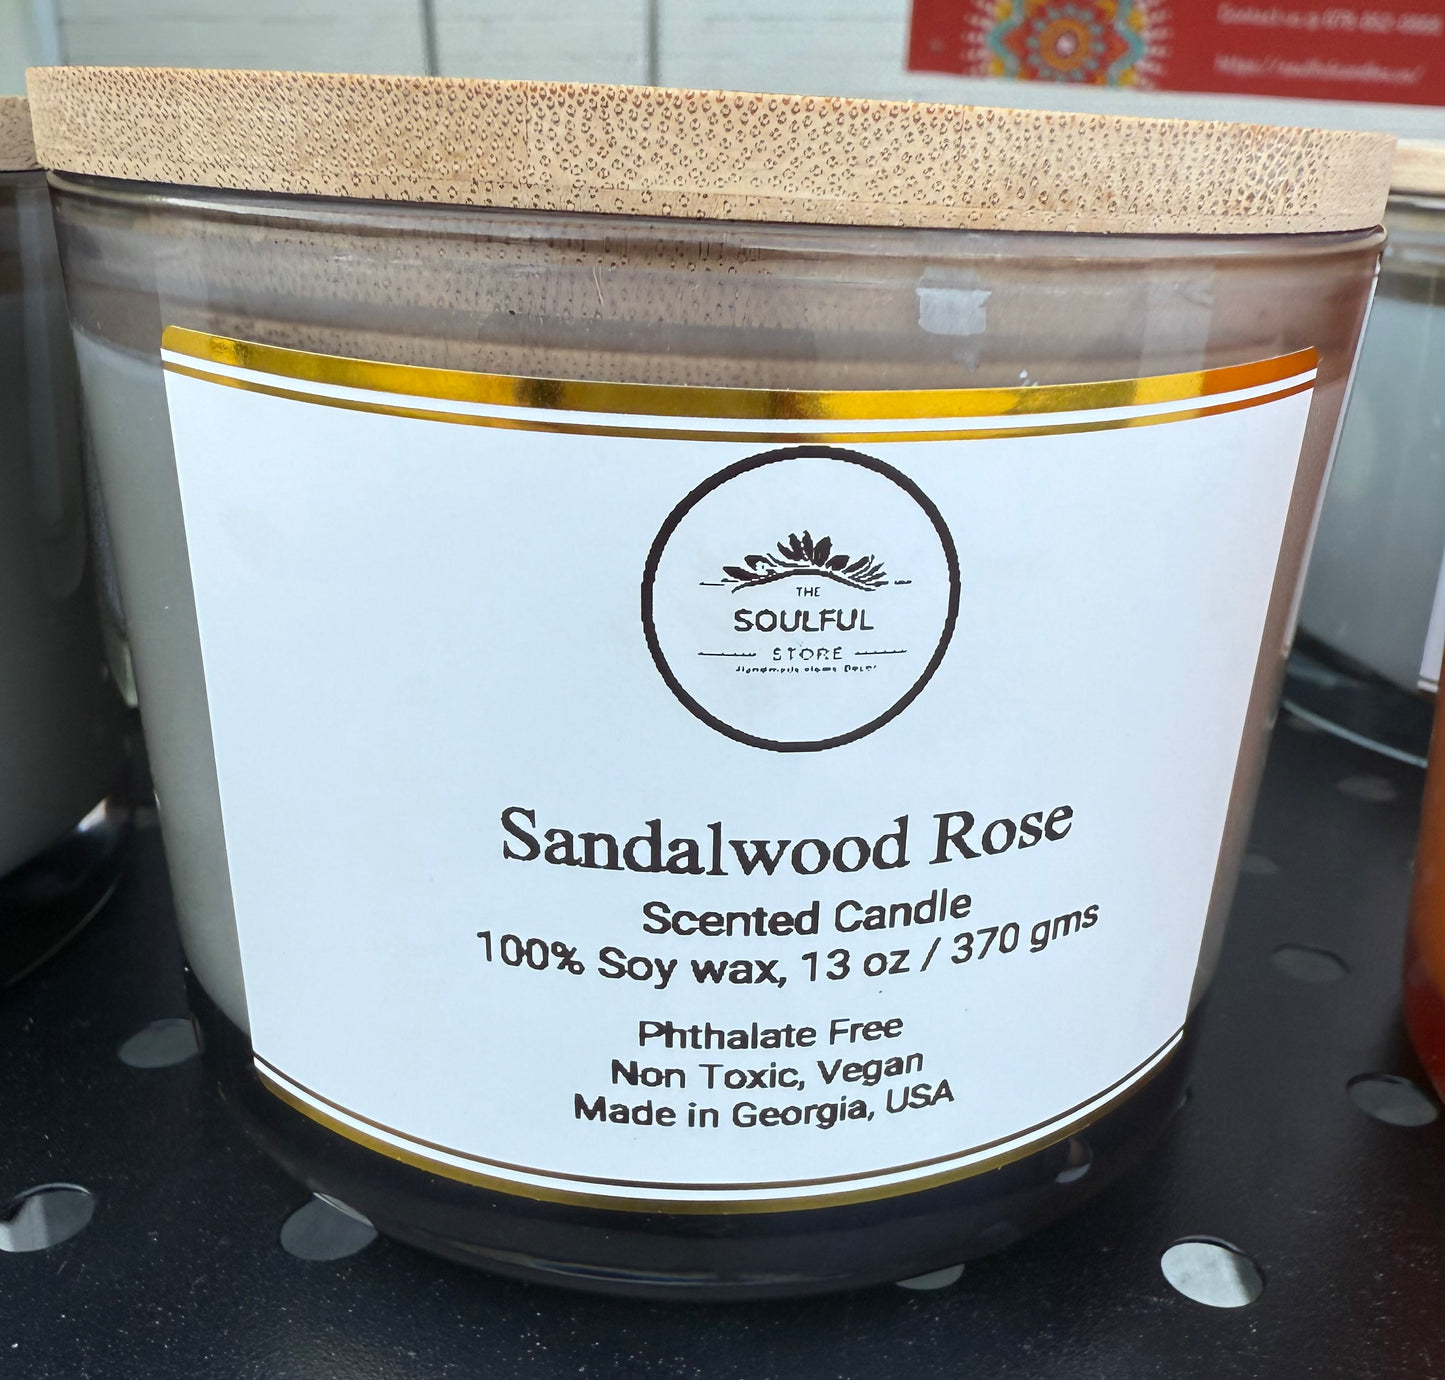 THE
SOULFUL
STORE
Sandalwood Rose
Scented Candle
100% Soy wax, 13 oz / 370 gms
Phthalate Free
Non Toxic, Vegan
Made in Georgia, USA